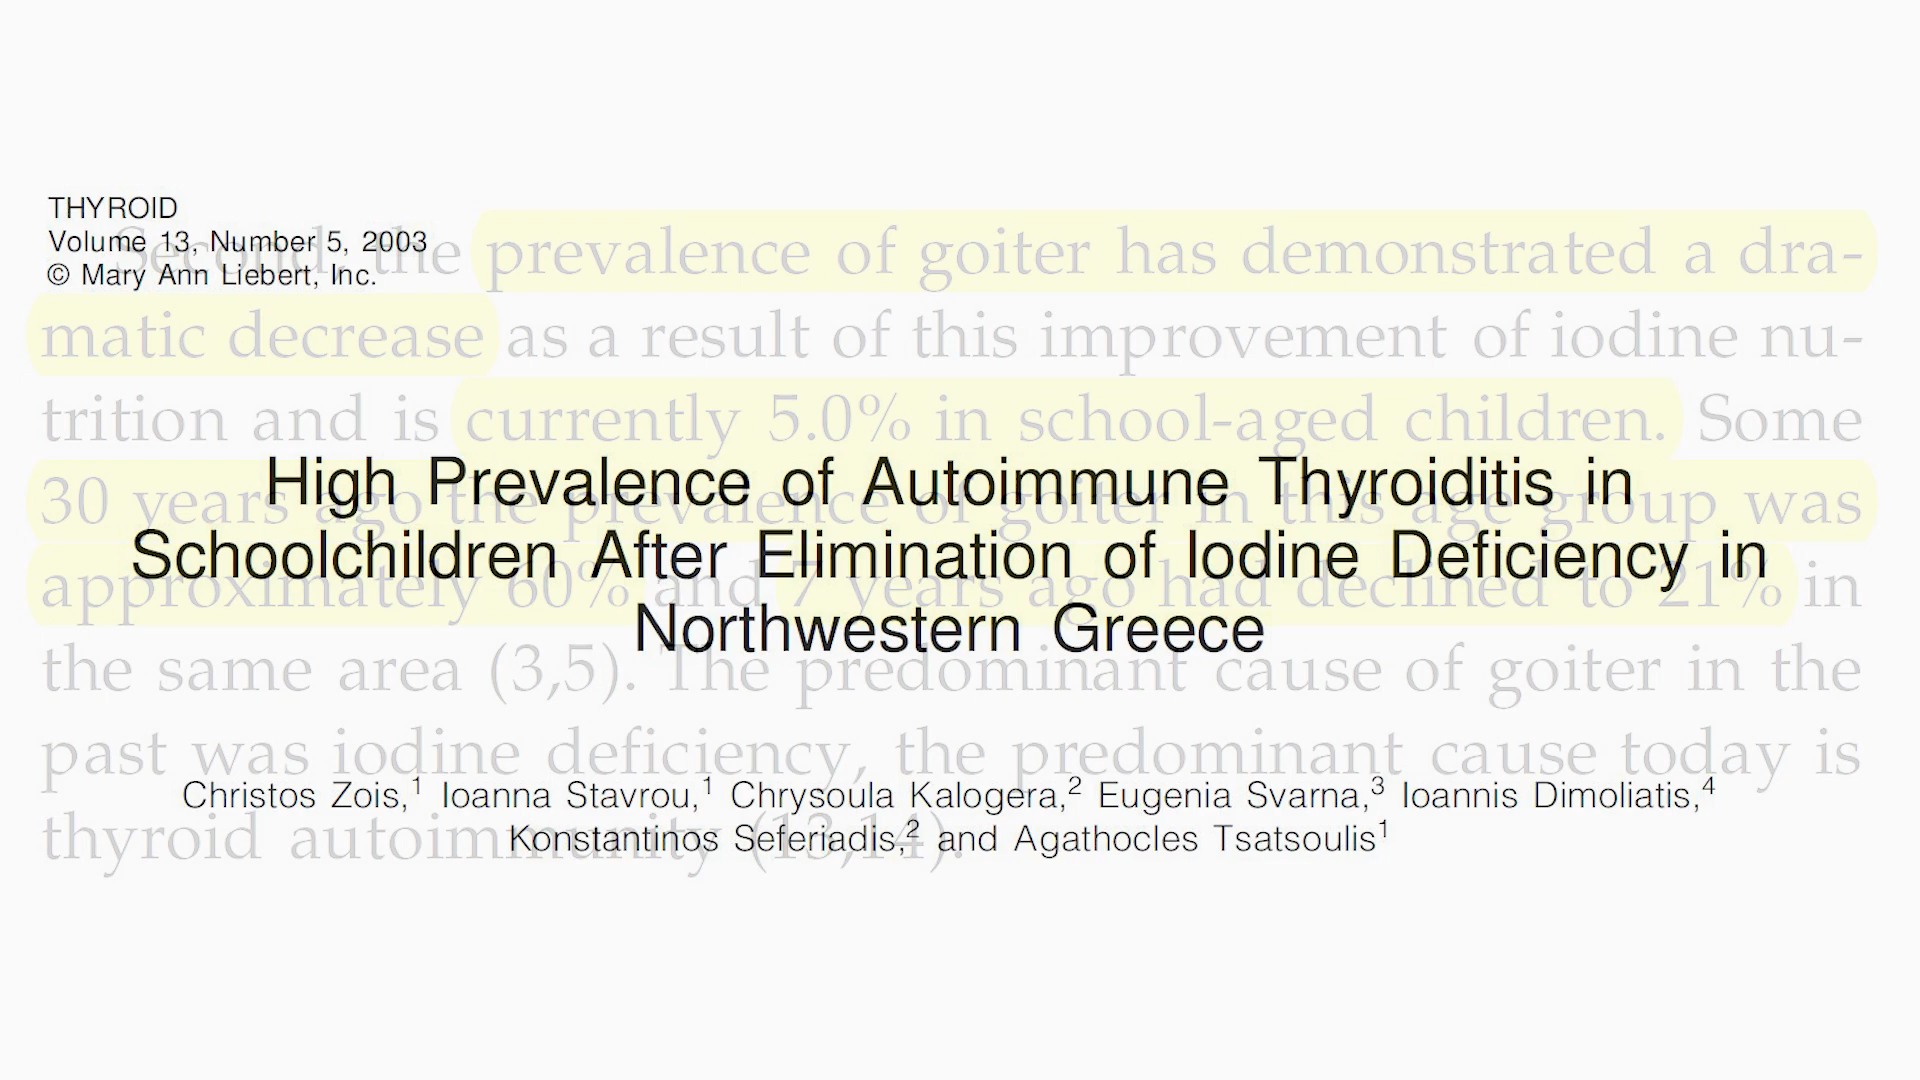 THYROID
Volume 13, Number 5, 2003
© Mary Ann Liebert, Inc.
Second, the prevalence of goiter has demonstrated a dra-
matic decrease as a result of this improvement of iodine nu-
trition and is currently 5.0% in school-aged children. Some
30 years ago the prevalence of goiter in this age group was
approximately 60% and 7 years ago had declined to 21% in
the same area (3,5). The predominant cause of goiter in the
past was iodine deficiency, the predominant cause today is
thyroid autoimmunity (13,14).
High Prevalence of Autoimmune Thyroiditis in
Schoolchildren After Elimination of Iodine Deficiency in
Northwestern Greece
Christos Zois,¹ Ioanna Stavrou,¹ Chrysoula Kalogera,² Eugenia Svarna,³ Ioannis Dimoliatis,⁴
Konstantinos Seferiadis,² and Agathocles Tsatsoulis¹